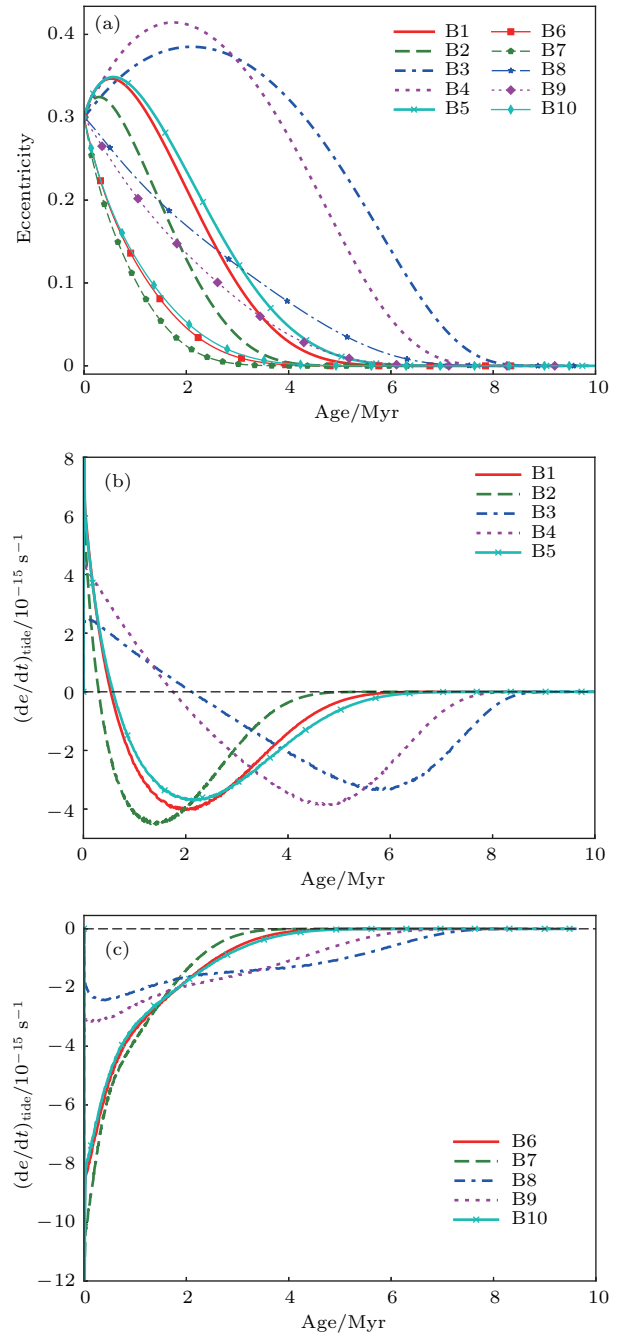 (a)
B1 B6
B2 B7
B3 B8
B4 B9
B5 B10
0.4
0.3
0.2
0.1
0
Eccentricity
0 2 4 6 8 10
Age/Myr
(b)
B1
B2
B3
B4
B5
8
6
4
2
0
−2
−4
(de/dt)tide/10−15 s−1
0 2 4 6 8 10
Age/Myr
(c)
0
−2
−4
−6
−8
−10
−12
(de/dt)tide/10−15 s−1
B6
B7
B8
B9
B10
0 2 4 6 8 10
Age/Myr